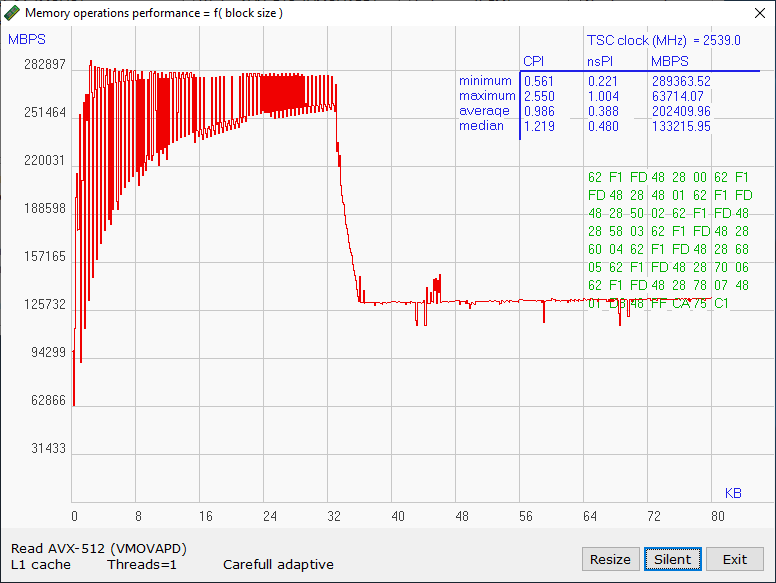 Memory operations performance = f( block size )
MBPS
TSC clock (MHz) = 2539.0
CPI nsPI MBPS
minimum 0.561 0.221 289363.52
maximum 2.550 1.004 63714.07
average 0.986 0.388 202409.96
median 1.219 0.480 133215.95
282897
251464
220031
188598
157165
125732
94299
62866
31433
62 F1 FD 48 28 00 62 F1
FD 48 28 48 01 62 F1 FD
48 28 50 02 62 F1 FD 48
28 58 03 62 F1 FD 48 28
60 04 62 F1 FD 48 28 68
05 62 F1 FD 48 28 70 06
62 F1 FD 48 28 78 07 48
01 D8 48 FF CA 75 C1
KB
0 8 16 24 32 40 48 56 64 72 80
Read AVX-512 (VMOVAPD)
L1 cache Threads=1 Carefull adaptive
Resize Silent Exit